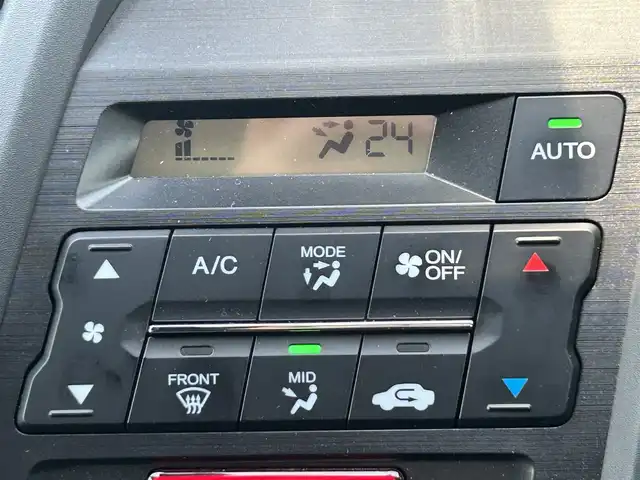 24
AUTO
A/C
MODE
ON/
OFF
FRONT
MID